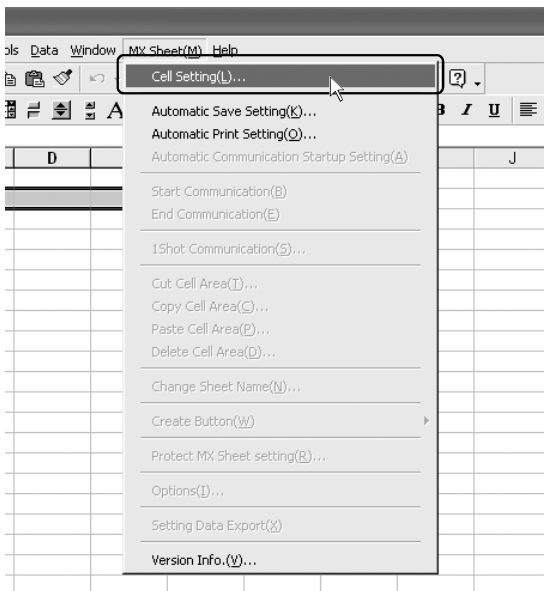 ols Data Window MX Sheet(M) Help
Cell Setting(L)...
A B I U
Automatic Save Setting(K)...
Automatic Print Setting(O)...
D J
Automatic Communication Startup Setting(A)
Start Communication(B)
End Communication(E)
1Shot Communication(S)...
Cut Cell Area(T)...
Copy Cell Area(C)...
Paste Cell Area(P)...
Delete Cell Area(D)...
Change Sheet Name(N)...
Create Button(W)
Protect MX Sheet setting(R)...
Options(I)...
Setting Data Export(X)
Version Info.(V)...